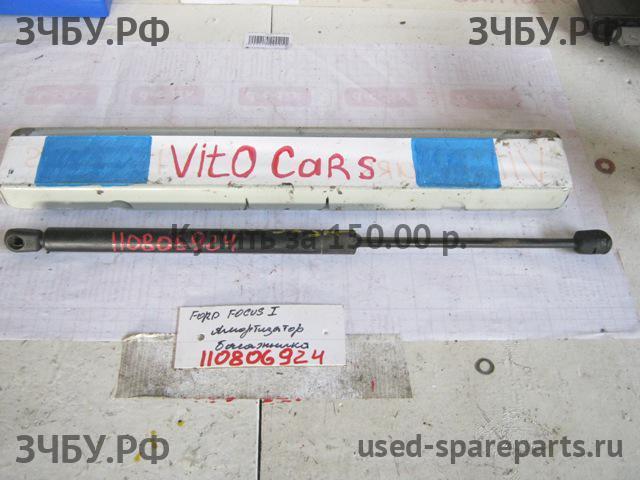 ЗЧБУ.РФ
ЗЧБУ.РФ
Vito Cars
110806924
Купить за 150.00 р.
FORD FOCUS I
Амортизатор
багажника
110806924
ЗЧБУ.РФ
used-spareparts.ru